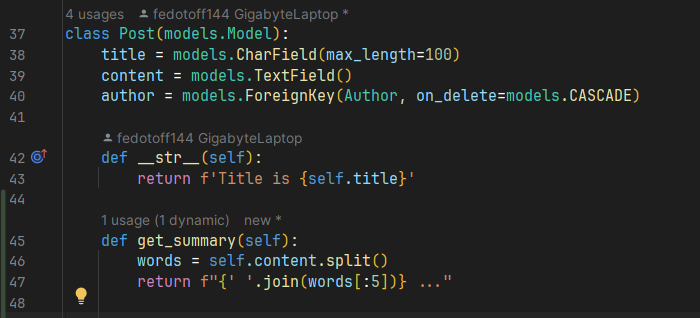 4 usages fedotoff144 GigabyteLaptop *
37 class Post(models.Model):
38     title = models.CharField(max_length=100)
39     content = models.TextField()
40     author = models.ForeignKey(Author, on_delete=models.CASCADE)
41
fedotoff144 GigabyteLaptop
42     def __str__(self):
43         return f'Title is {self.title}'
44
1 usage (1 dynamic) new *
45     def get_summary(self):
46         words = self.content.split()
47         return f"{' '.join(words[:5])} ..."
48